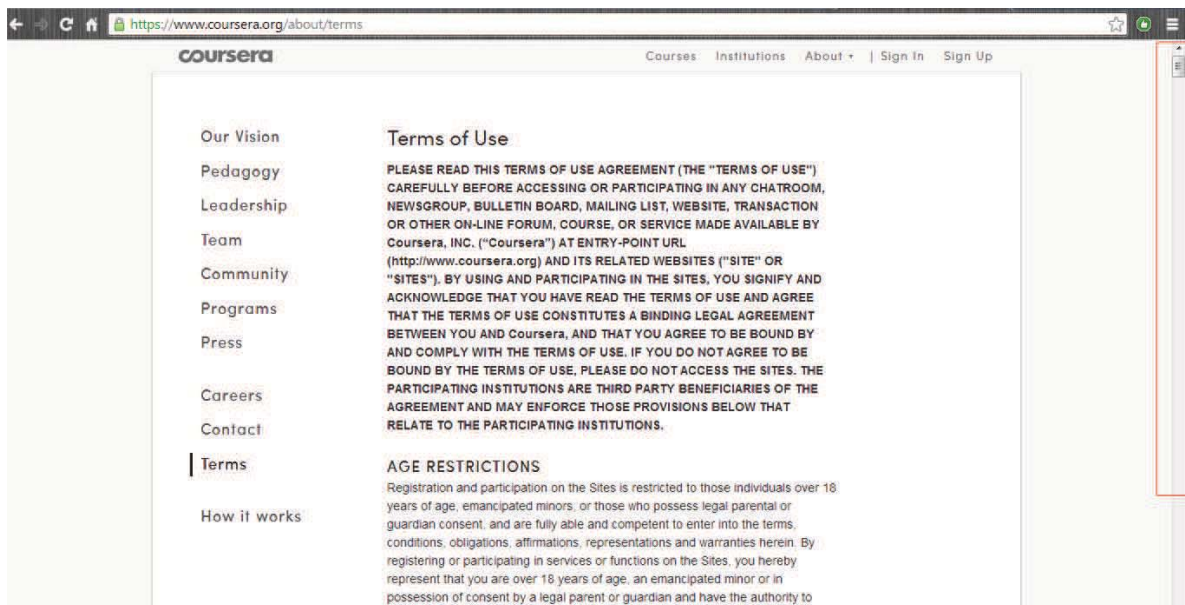 https://www.coursera.org/about/terms
coursera
Courses Institutions About | Sign In Sign Up
Our Vision
Pedagogy
Leadership
Team
Community
Programs
Press
Careers
Contact
Terms
How it works
Terms of Use
PLEASE READ THIS TERMS OF USE AGREEMENT (THE "TERMS OF USE")
CAREFULLY BEFORE ACCESSING OR PARTICIPATING IN ANY CHATROOM,
NEWSGROUP, BULLETIN BOARD, MAILING LIST, WEBSITE, TRANSACTION
OR OTHER ON-LINE FORUM, COURSE, OR SERVICE MADE AVAILABLE BY
Coursera, INC. (“Coursera”) AT ENTRY-POINT URL
(http://www.coursera.org) AND ITS RELATED WEBSITES ("SITE" OR
"SITES"). BY USING AND PARTICIPATING IN THE SITES, YOU SIGNIFY AND
ACKNOWLEDGE THAT YOU HAVE READ THE TERMS OF USE AND AGREE
THAT THE TERMS OF USE CONSTITUTES A BINDING LEGAL AGREEMENT
BETWEEN YOU AND Coursera, AND THAT YOU AGREE TO BE BOUND BY
AND COMPLY WITH THE TERMS OF USE. IF YOU DO NOT AGREE TO BE
BOUND BY THE TERMS OF USE, PLEASE DO NOT ACCESS THE SITES. THE
PARTICIPATING INSTITUTIONS ARE THIRD PARTY BENEFICIARIES OF THE
AGREEMENT AND MAY ENFORCE THOSE PROVISIONS BELOW THAT
RELATE TO THE PARTICIPATING INSTITUTIONS.
AGE RESTRICTIONS
Registration and participation on the Sites is restricted to those individuals over 18
years of age, emancipated minors, or those who possess legal parental or
guardian consent, and are fully able and competent to enter into the terms,
conditions, obligations, affirmations, representations and warranties herein. By
registering or participating in services or functions on the Sites, you hereby
represent that you are over 18 years of age, an emancipated minor or in
possession of consent by a legal parent or guardian and have the authority to